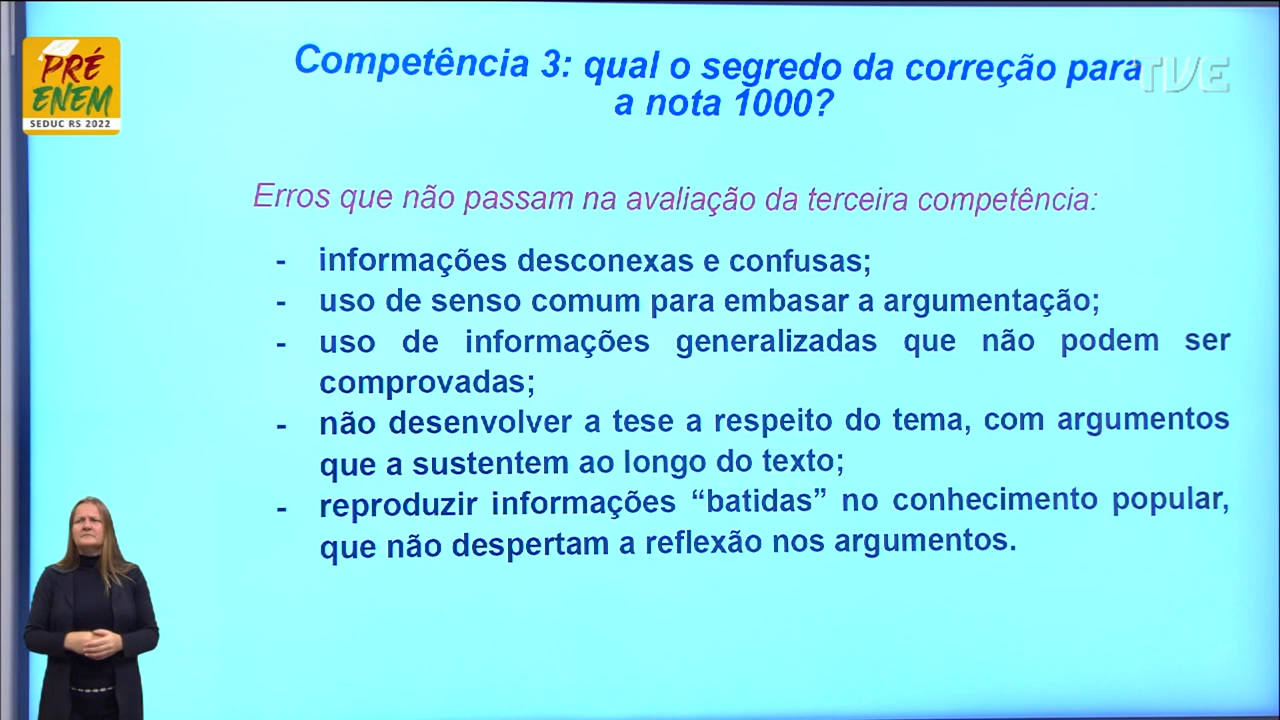 PRÉ
ENEM
SEDUC RS 2022
TVE
Competência 3: qual o segredo da correção para
a nota 1000?
Erros que não passam na avaliação da terceira competência:
- informações desconexas e confusas;
- uso de senso comum para embasar a argumentação;
- uso de informações generalizadas que não podem ser
comprovadas;
- não desenvolver a tese a respeito do tema, com argumentos
que a sustentem ao longo do texto;
- reproduzir informações “batidas” no conhecimento popular,
que não despertam a reflexão nos argumentos.